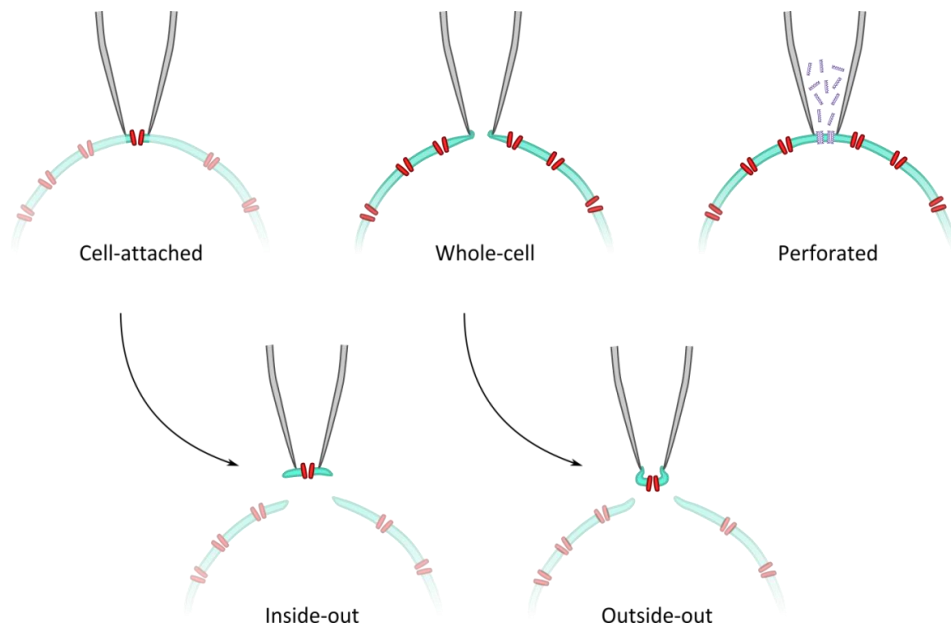 Cell-attached
Whole-cell
Perforated
Inside-out
Outside-out